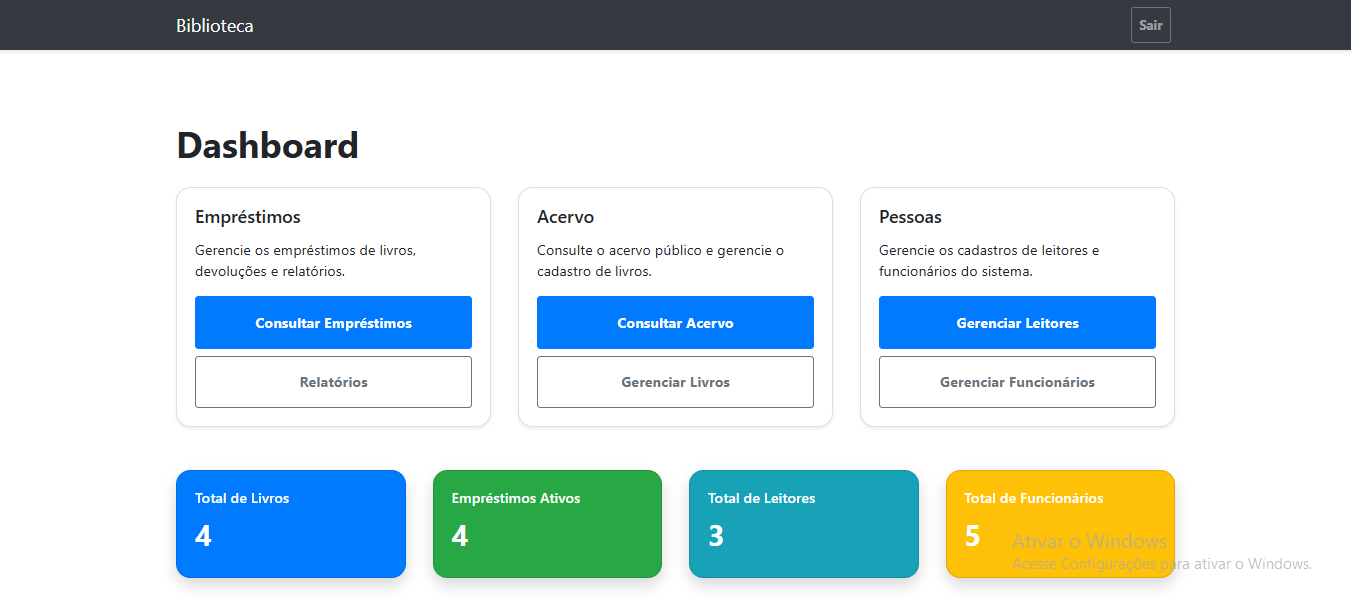 Biblioteca
Sair
Dashboard
Empréstimos
Gerencie os empréstimos de livros,
devoluções e relatórios.
Consultar Empréstimos
Relatórios
Acervo
Consulte o acervo público e gerencie o
cadastro de livros.
Consultar Acervo
Gerenciar Livros
Pessoas
Gerencie os cadastros de leitores e
funcionários do sistema.
Gerenciar Leitores
Gerenciar Funcionários
Total de Livros
4
Empréstimos Ativos
4
Total de Leitores
3
Total de Funcionários
5
Ativar o Windows
Acesse Configurações para ativar o Windows.